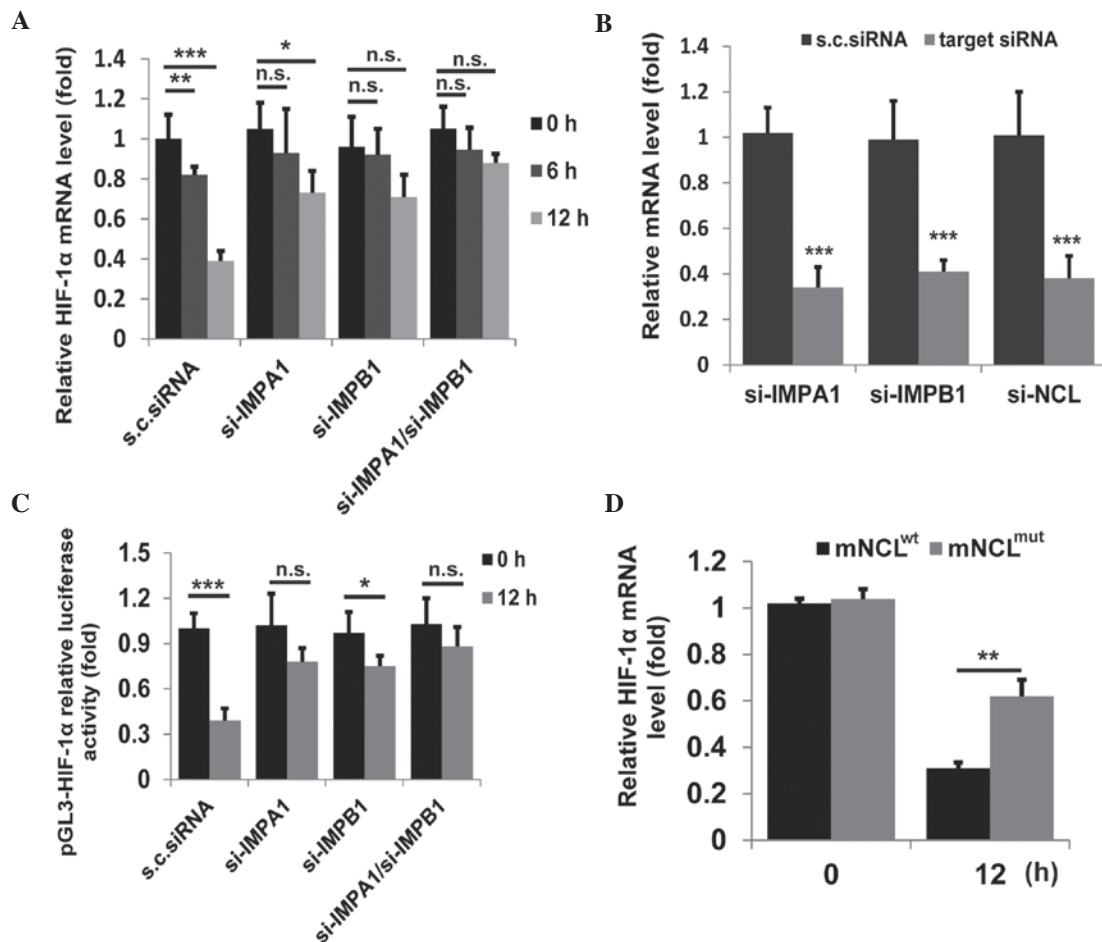 A
Relative HIF-1α mRNA level (fold)
1.4
1.2
1
0.8
0.6
0.4
0.2
0
***
**
*
n.s.
n.s.
n.s.
n.s.
n.s.
0 h
6 h
12 h
s.c.siRNA
si-IMPA1
si-IMPB1
si-IMPA1/si-IMPB1
B
Relative mRNA level (fold)
1.4
1.2
1
0.8
0.6
0.4
0.2
0
s.c.siRNA
target siRNA
***
***
***
si-IMPA1
si-IMPB1
si-NCL
C
pGL3-HIF-1α relative luciferase
activity (fold)
1.5
1.2
0.9
0.6
0.3
0
***
n.s.
*
n.s.
0 h
12 h
s.c.siRNA
si-IMPA1
si-IMPB1
si-IMPA1/si-IMPB1
D
Relative HIF-1α mRNA
level (fold)
1.2
1
0.8
0.6
0.4
0.2
0
mNCLwt
mNCLmut
**
0
12
(h)